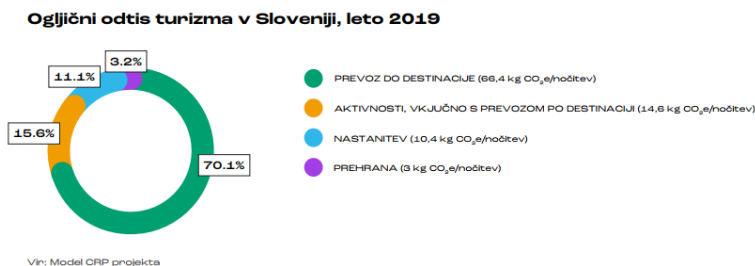 Ogljični odtis turizma v Sloveniji, leto 2019
3.2%
11.1%
15.6%
70.1%
PREVOZ DO DESTINACIJE (66,4 kg CO₂e/nočitev)
AKTIVNOSTI, VKJUČNO S PREVOZOM PO DESTINACIJI (14,6 kg CO₂e/nočitev)
NASTANITEV (10,4 kg CO₂e/nočitev)
PREHRANA (3 kg CO₂e/nočitev)
Vir: Model CRP projekta